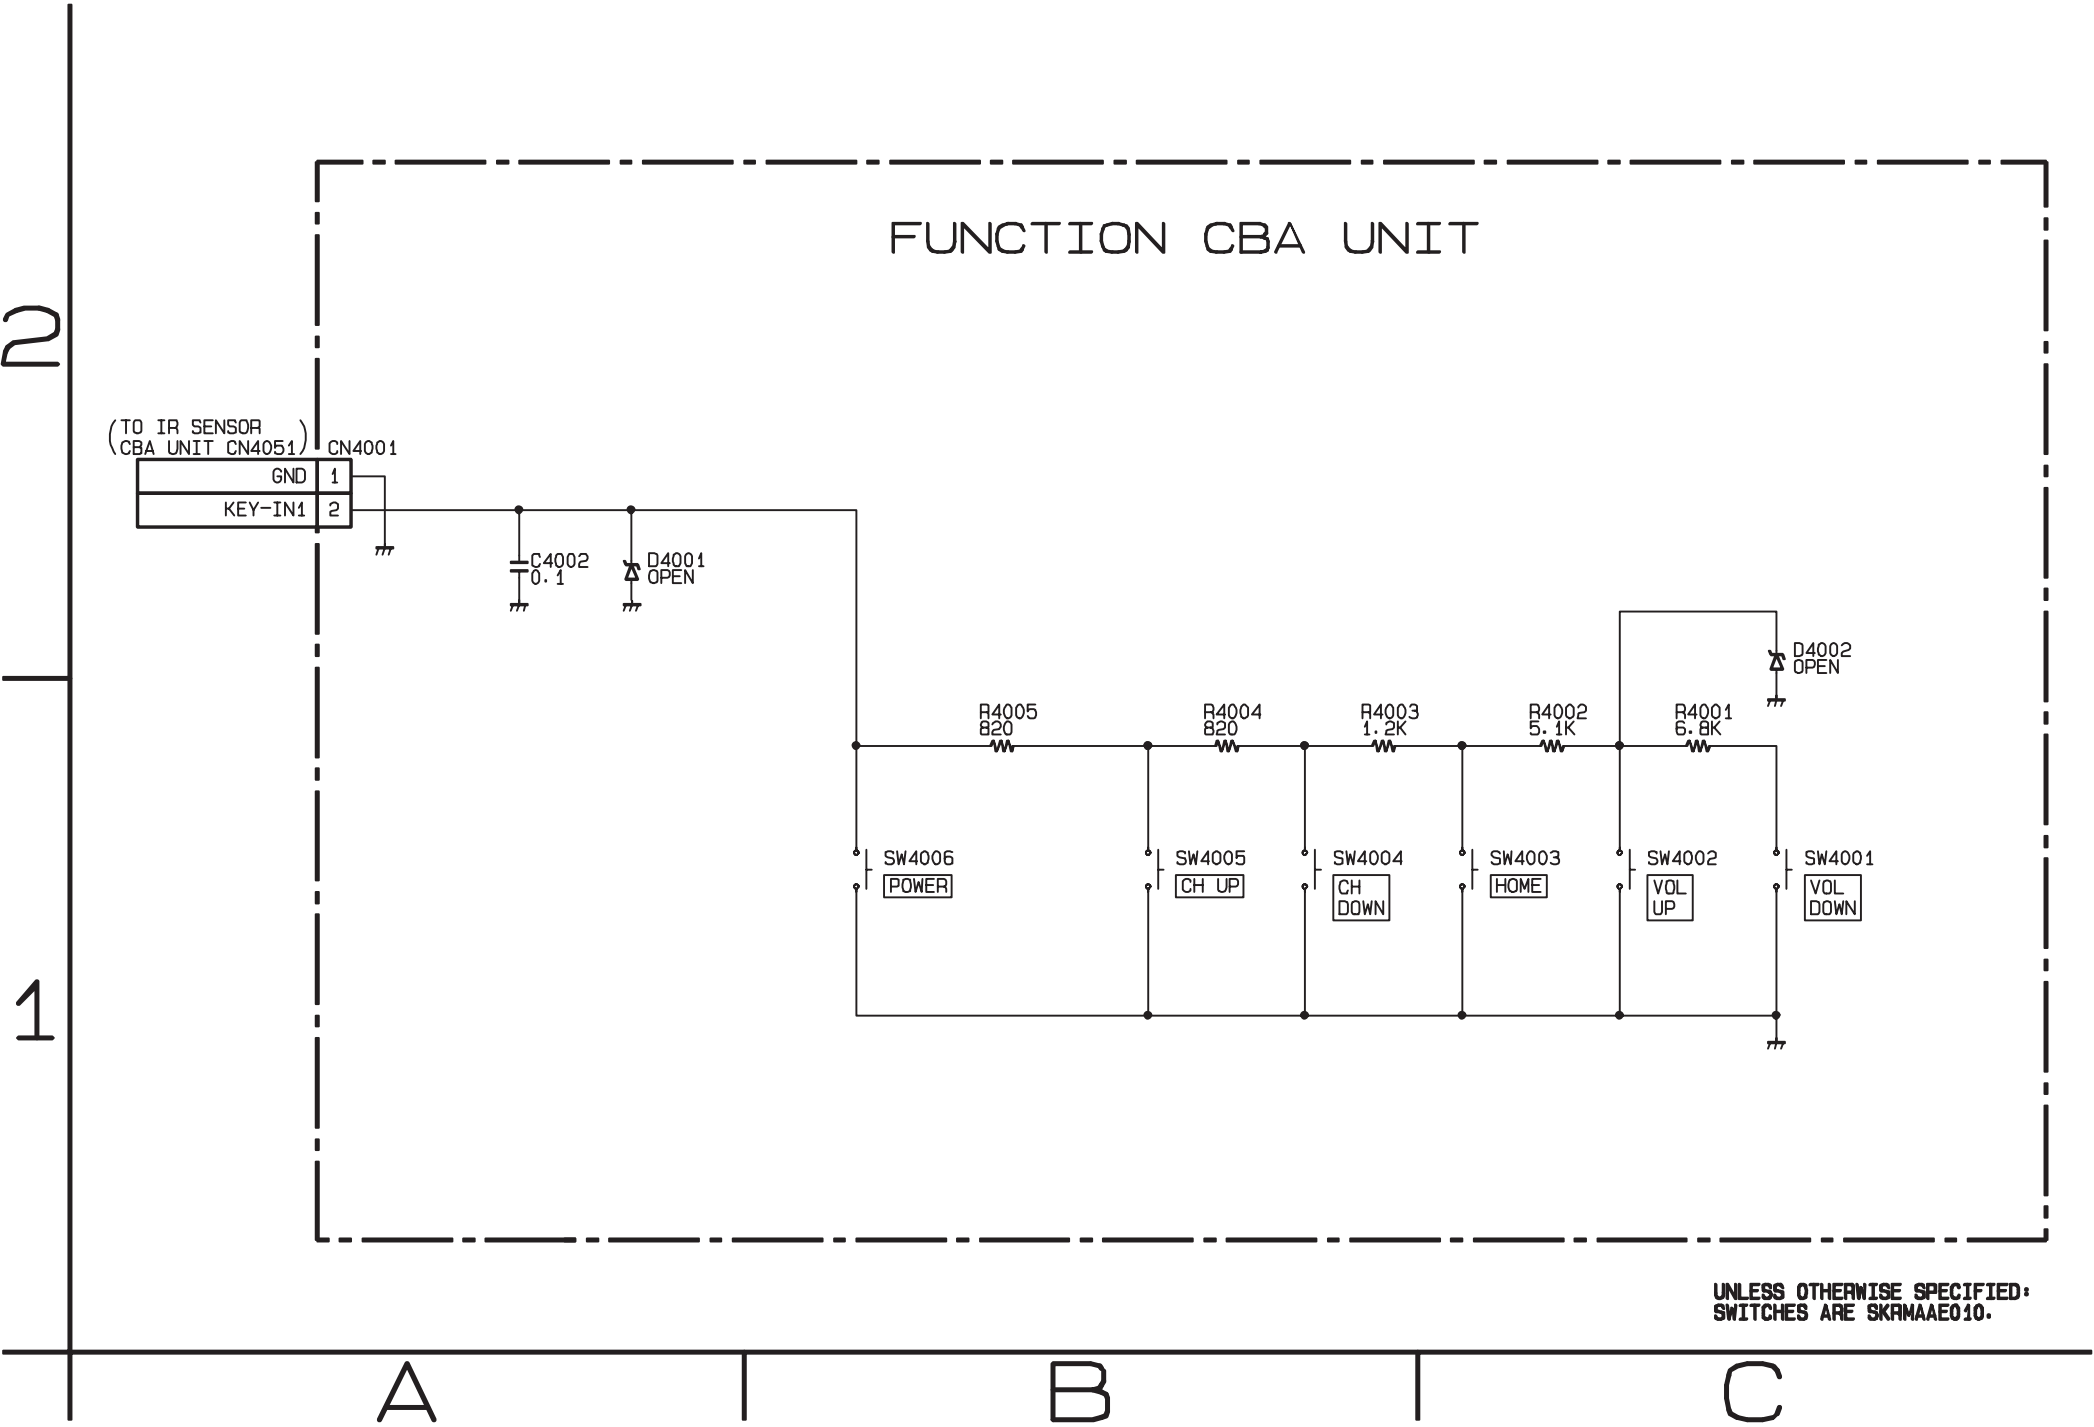 FUNCTION CBA UNIT
2
(TO IR SENSOR
CBA UNIT CN4051) CN4001
GND 1
KEY-IN1 2
C4002
0.1
D4001
OPEN
D4002
OPEN
R4005
820
R4004
820
R4003
1.2K
R4002
5.1K
R4001
6.8K
SW4006
POWER
SW4005
CH UP
SW4004
CH
DOWN
SW4003
HOME
SW4002
VOL
UP
SW4001
VOL
DOWN
1
UNLESS OTHERWISE SPECIFIED:
SWITCHES ARE SKRMAAE010.
A B C